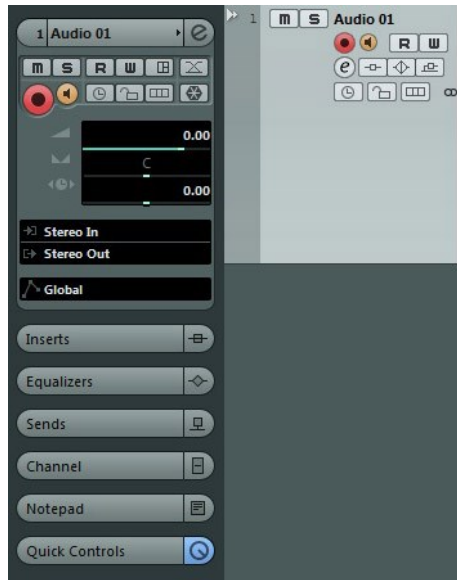 1 Audio 01 e
m S R W
0.00
C
0.00
Stereo In
Stereo Out
Global
Inserts
Equalizers
Sends
Channel
Notepad
Quick Controls
1 m S Audio 01
R W
e